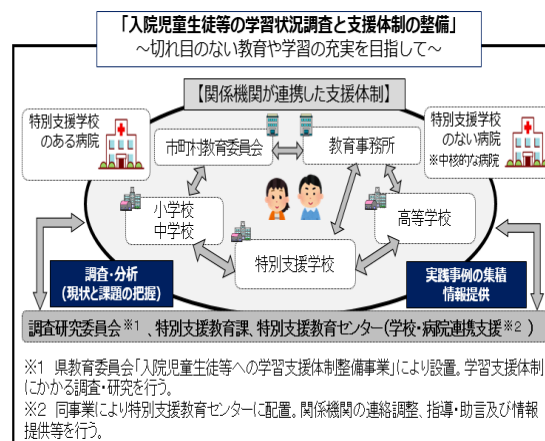 「入院児童生徒等の学習状況調査と支援体制の整備」
～切れ目のない教育や学習の充実を目指して～
【関係機関が連携した支援体制】
特別支援学校
のある病院
特別支援学校
のない病院
※中核的な病院
市町村教育委員会
教育事務所
小学校
中学校
高等学校
特別支援学校
調査・分析
(現状と課題の把握)
実践事例の集積
情報提供
調査研究委員会※1 、特別支援教育課、特別支援教育センター(学校・病院連携支援※2 )
※1 県教育委員会「入院児童生徒等への学習支援体制整備事業」により設置。学習支援体制
にかかる調査・研究を行う。
※2 同事業により特別支援教育センターに配置。関係機関の連絡調整、指導・助言及び情報
提供等を行う。